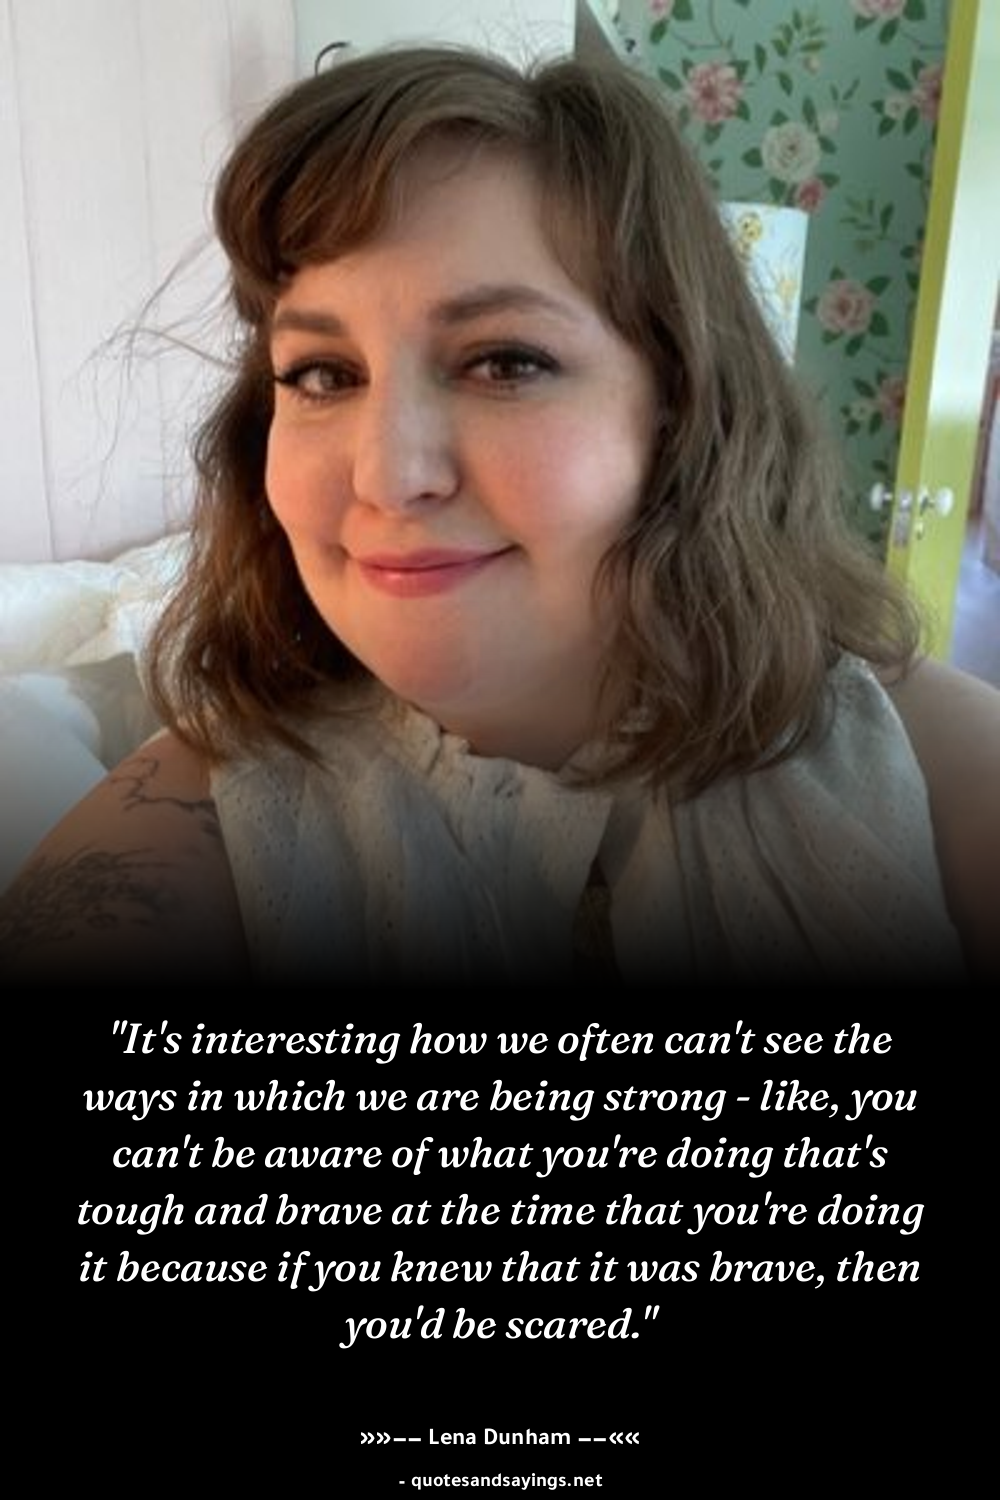 "It's interesting how we often can't see the
ways in which we are being strong - like, you
can't be aware of what you're doing that's
tough and brave at the time that you're doing
it because if you knew that it was brave, then
you'd be scared."
»»–– Lena Dunham ––««
- quotesandsayings.net